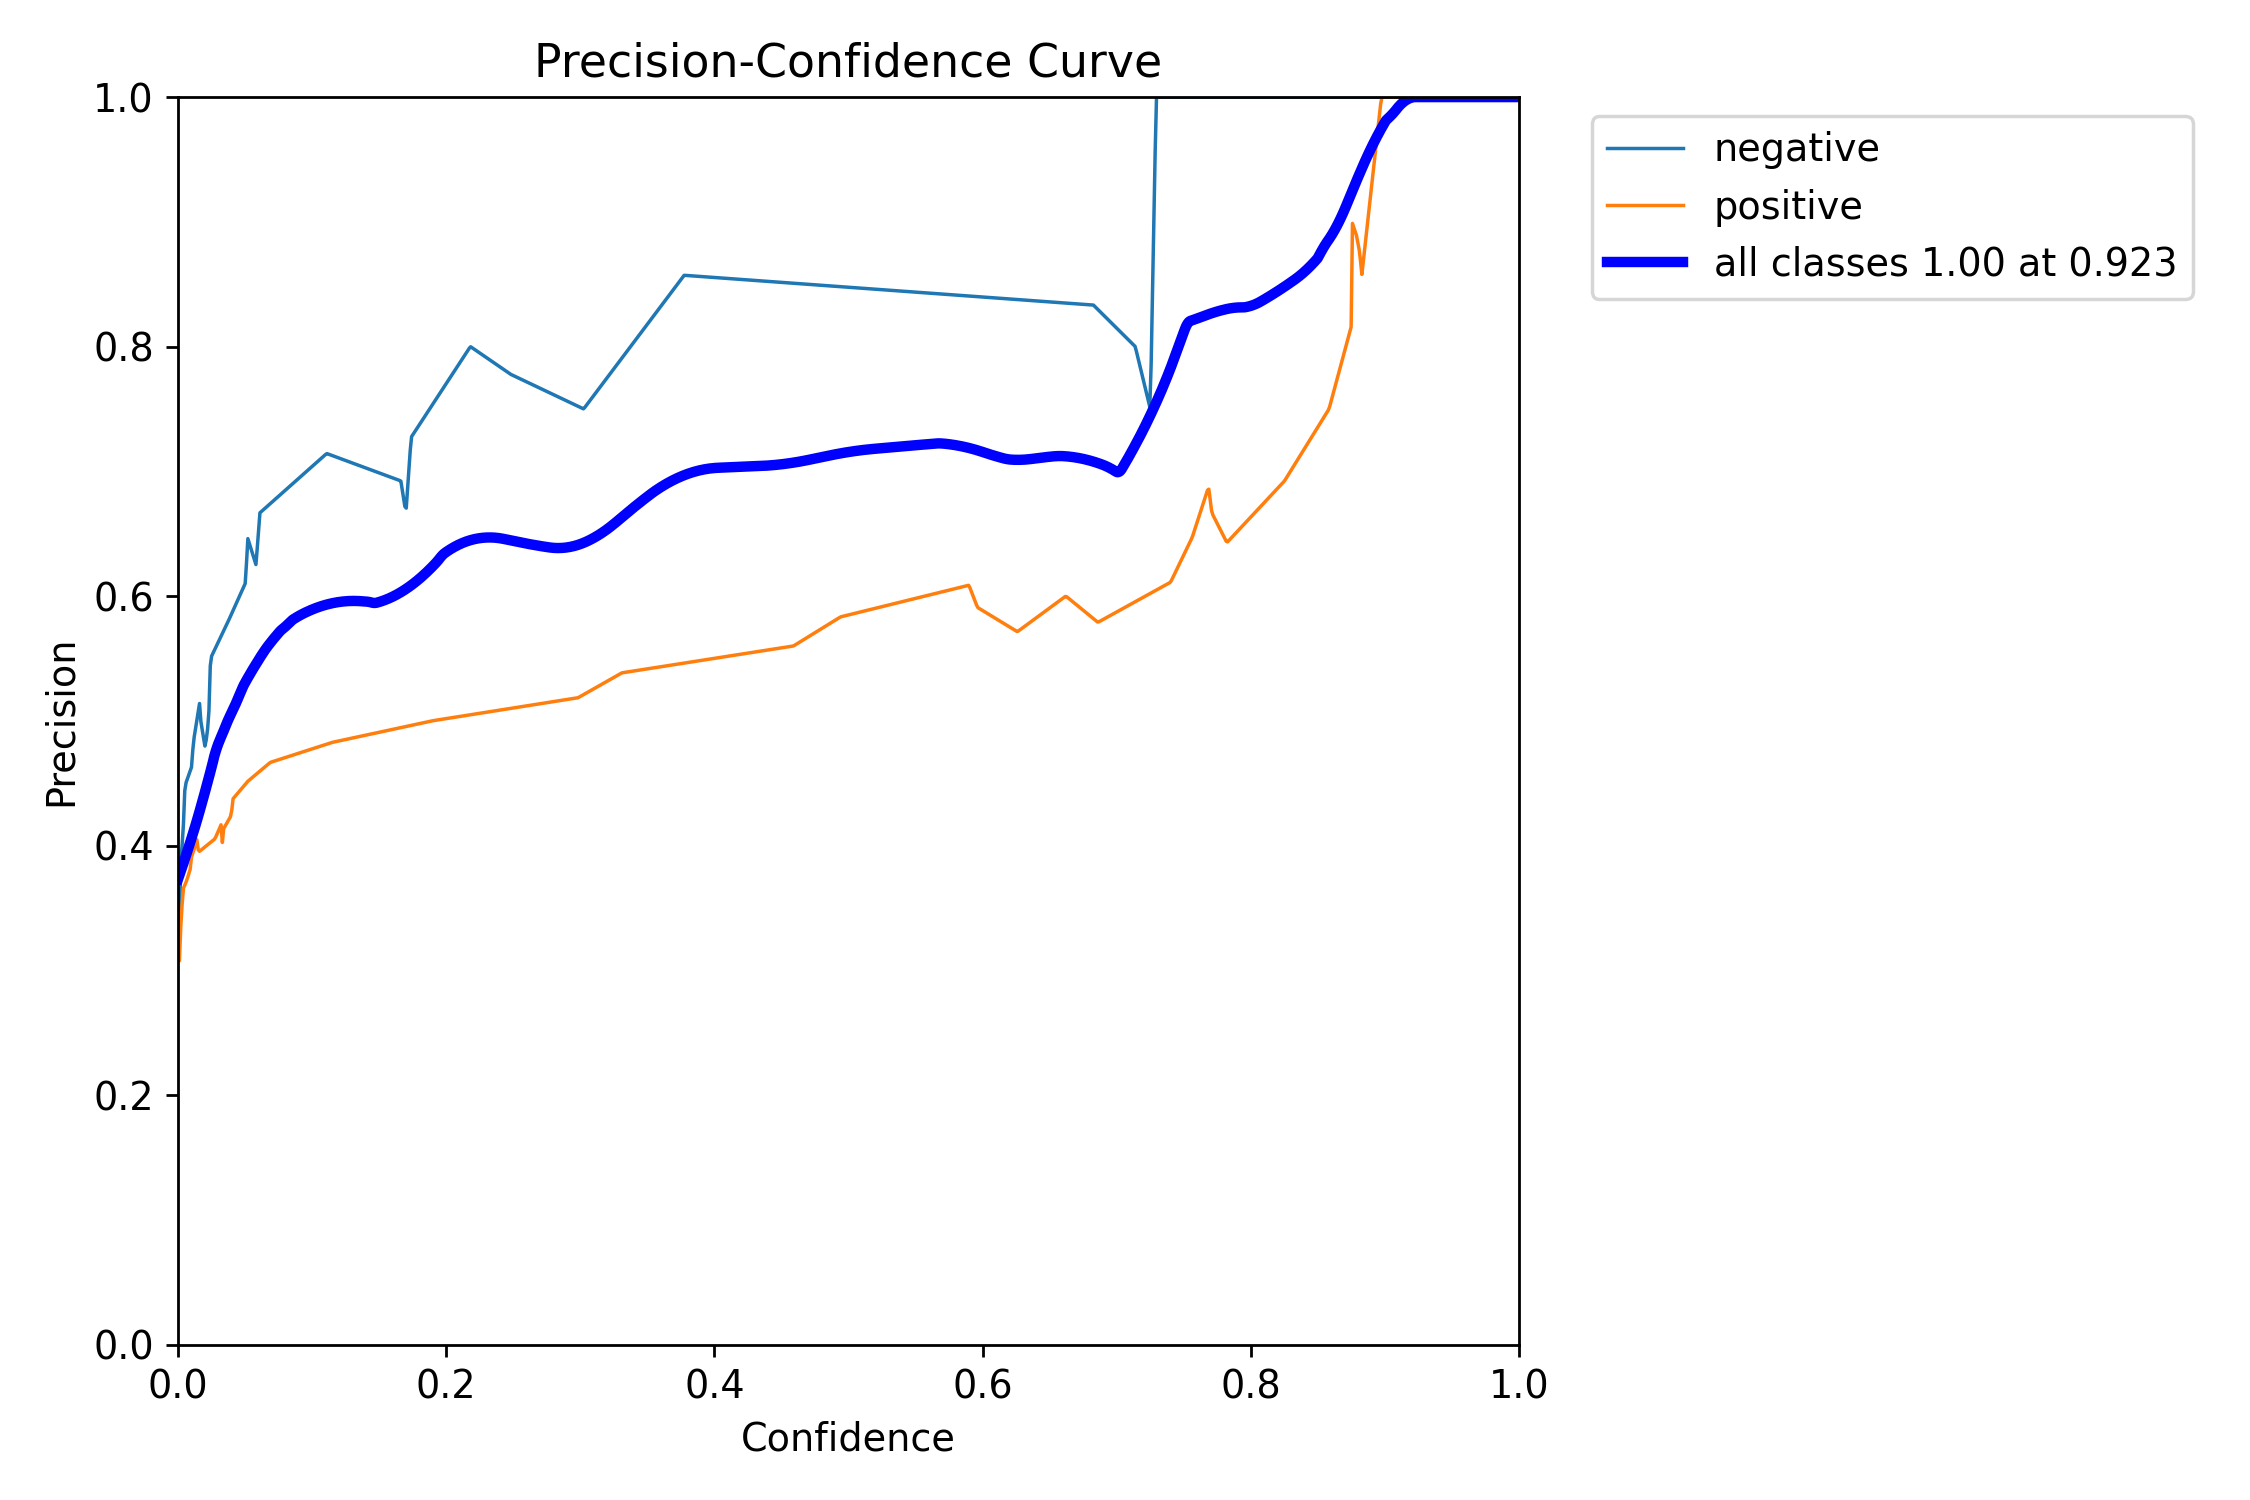 Precision-Confidence Curve
negative
positive
all classes 1.00 at 0.923
Precision
1.0
0.8
0.6
0.4
0.2
0.0
0.0 0.2 0.4 0.6 0.8 1.0
Confidence